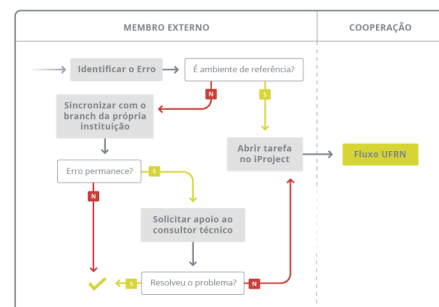 MEMBRO EXTERNO
COOPERAÇÃO
Identificar o Erro
É ambiente de referência?
N
S
Sincronizar com o
branch da própria
instituição
Abrir tarefa
no iProject
Fluxo UFRN
Erro permanece?
S
N
Solicitar apoio ao
consultor técnico
S
Resolveu o problema?
N